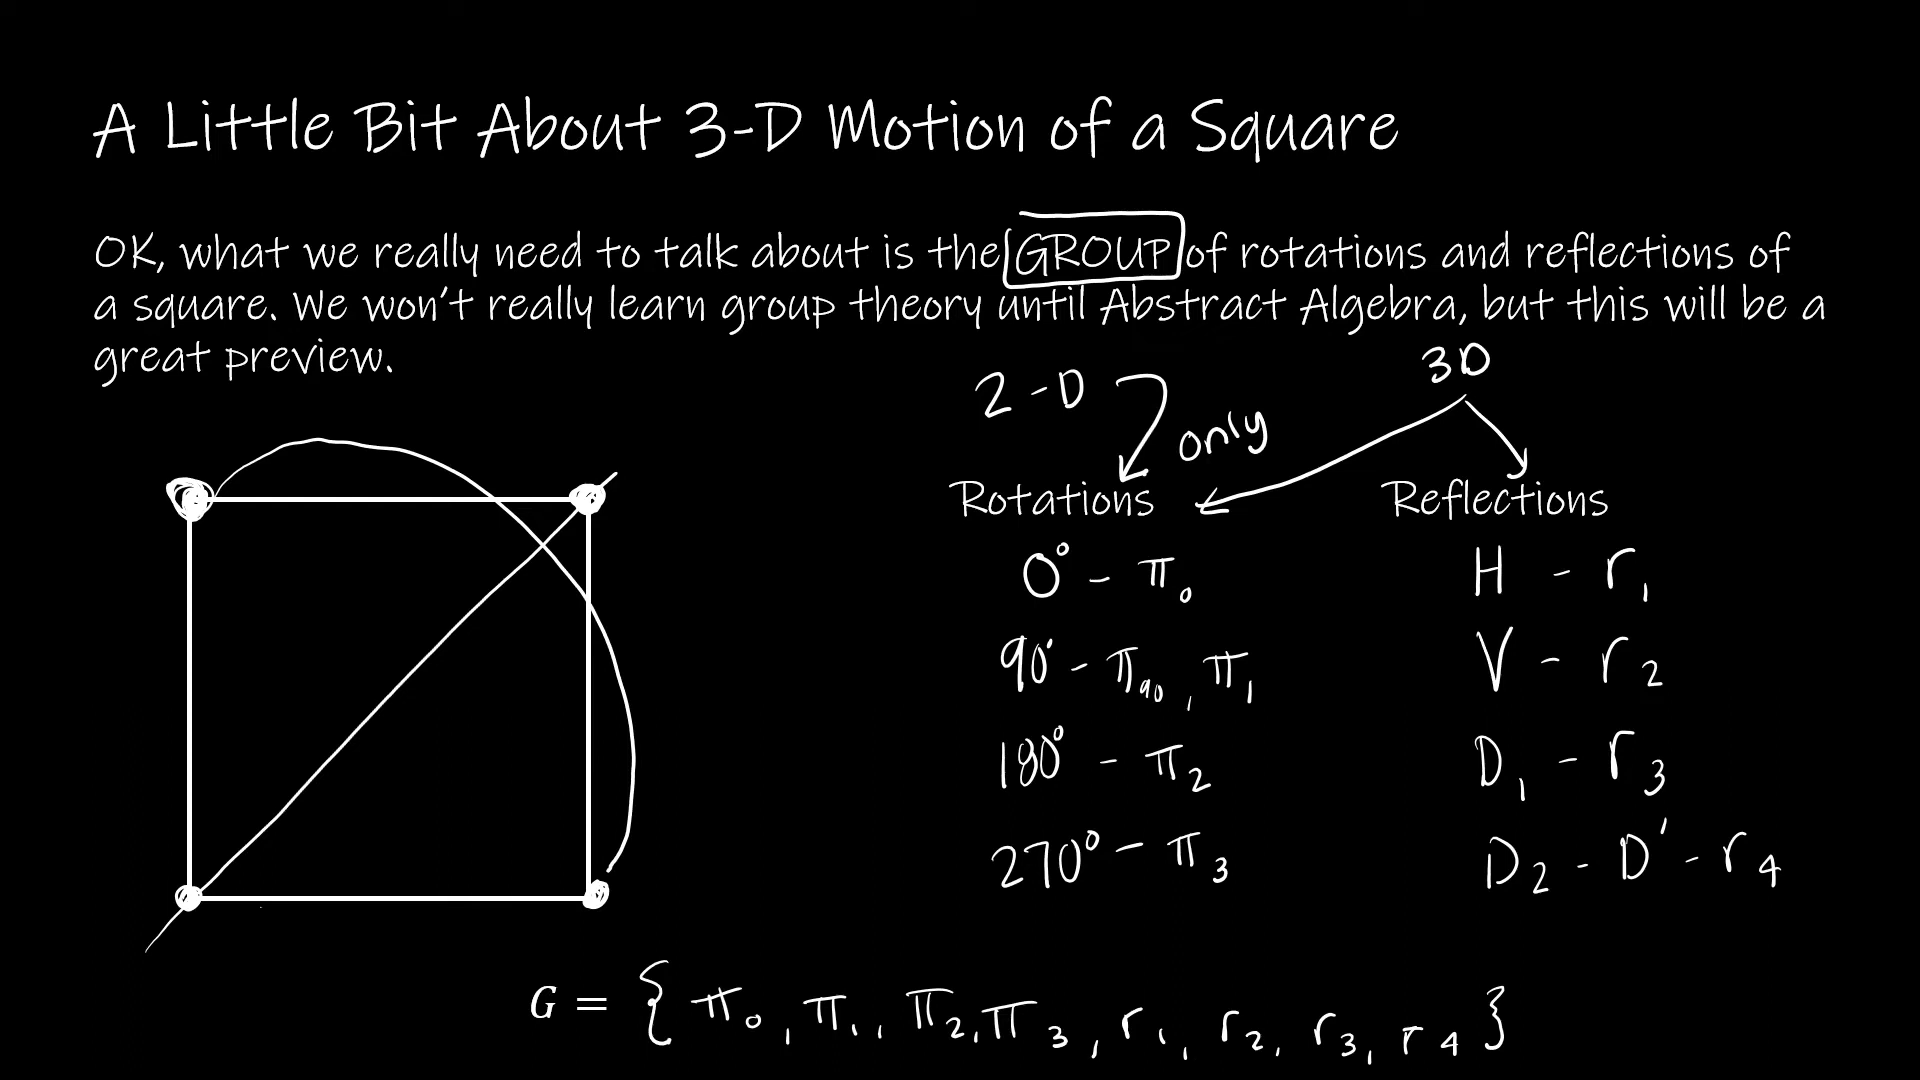 A Little Bit About 3-D Motion of a Square
OK, what we really need to talk about is the GROUP of rotations and reflections of
a square. We won't really learn group theory until Abstract Algebra, but this will be a
great preview.
2-D only
3D
Rotations
0° - π₀
90° - π₉₀, π₁
180° - π₂
270° - π₃
Reflections
H - r₁
V - r₂
D₁ - r₃
D₂ - D' - r₄
G = { π₀, π₁, π₂, π₃, r₁, r₂, r₃, r₄ }